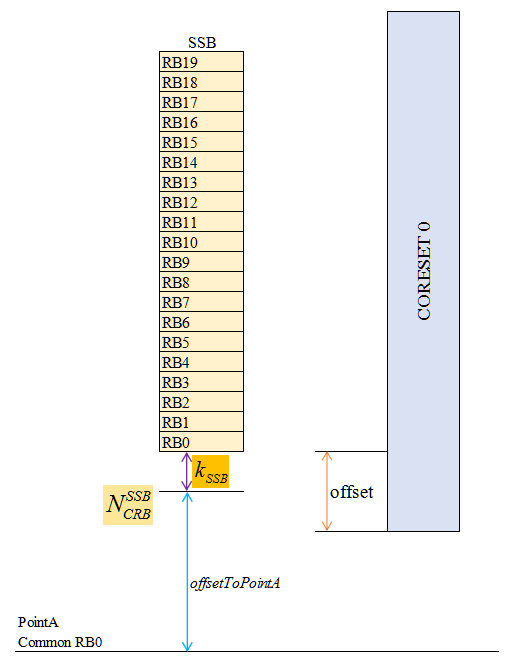 SSB
RB19
RB18
RB17
RB16
RB15
RB14
RB13
RB12
RB11
RB10
RB9
RB8
RB7
RB6
RB5
RB4
RB3
RB2
RB1
RB0
k_{SSB}
N_{CRB}^{SSB}
offsetToPointA
PointA
Common RB0
CORESET 0
offset